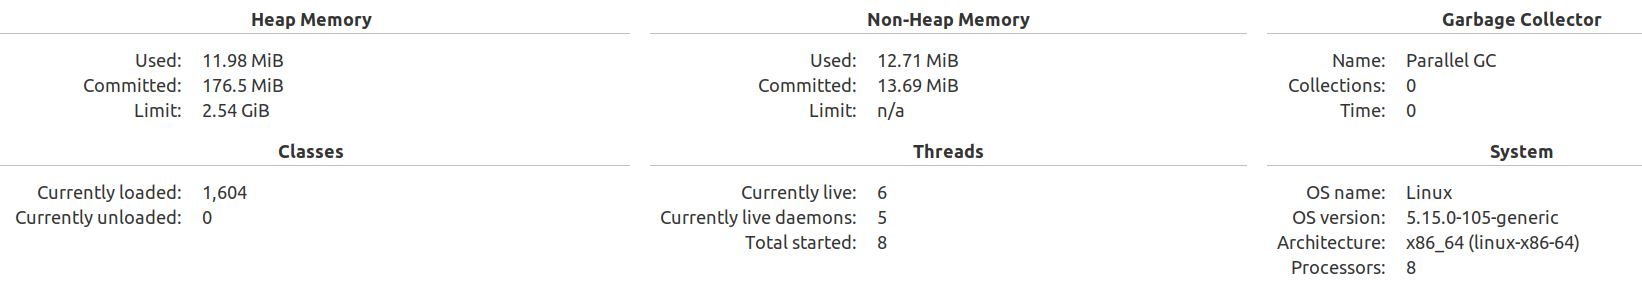 Heap Memory
Used: 11.98 MiB
Committed: 176.5 MiB
Limit: 2.54 GiB
Non-Heap Memory
Used: 12.71 MiB
Committed: 13.69 MiB
Limit: n/a
Garbage Collector
Name: Parallel GC
Collections: 0
Time: 0
Classes
Currently loaded: 1,604
Currently unloaded: 0
Threads
Currently live: 6
Currently live daemons: 5
Total started: 8
System
OS name: Linux
OS version: 5.15.0-105-generic
Architecture: x86_64 (linux-x86-64)
Processors: 8